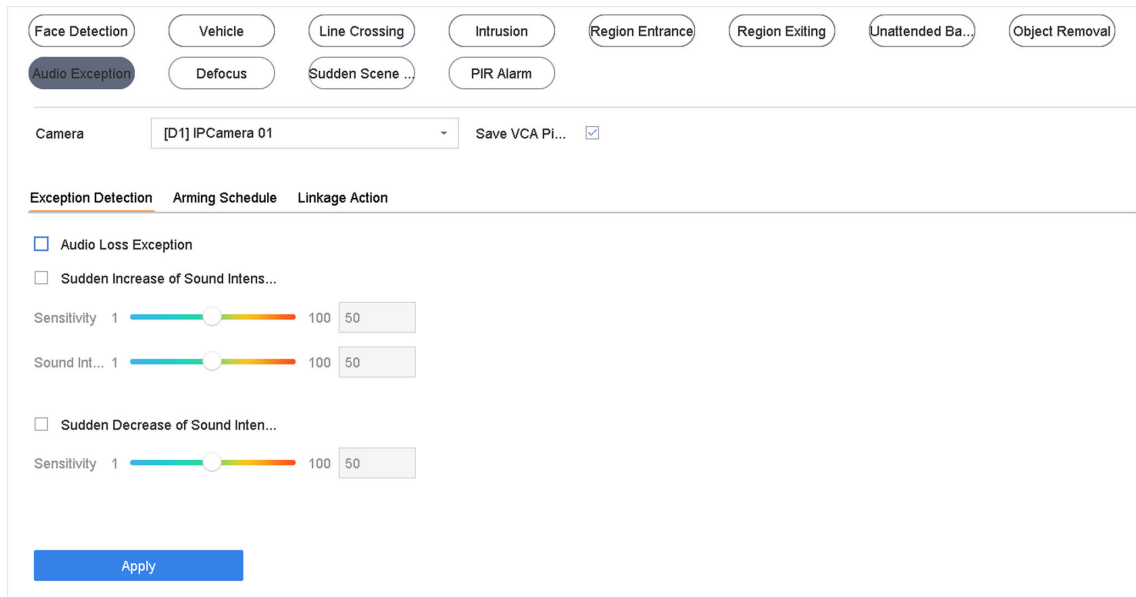 Face Detection Vehicle Line Crossing Intrusion Region Entrance Region Exiting Unattended Ba... Object Removal
Audio Exception Defocus Sudden Scene ... PIR Alarm
Camera [D1] IPCamera 01 Save VCA Pi...
Exception Detection Arming Schedule Linkage Action
Audio Loss Exception
Sudden Increase of Sound Intens...
Sensitivity 1 100 50
Sound Int... 1 100 50
Sudden Decrease of Sound Inten...
Sensitivity 1 100 50
Apply